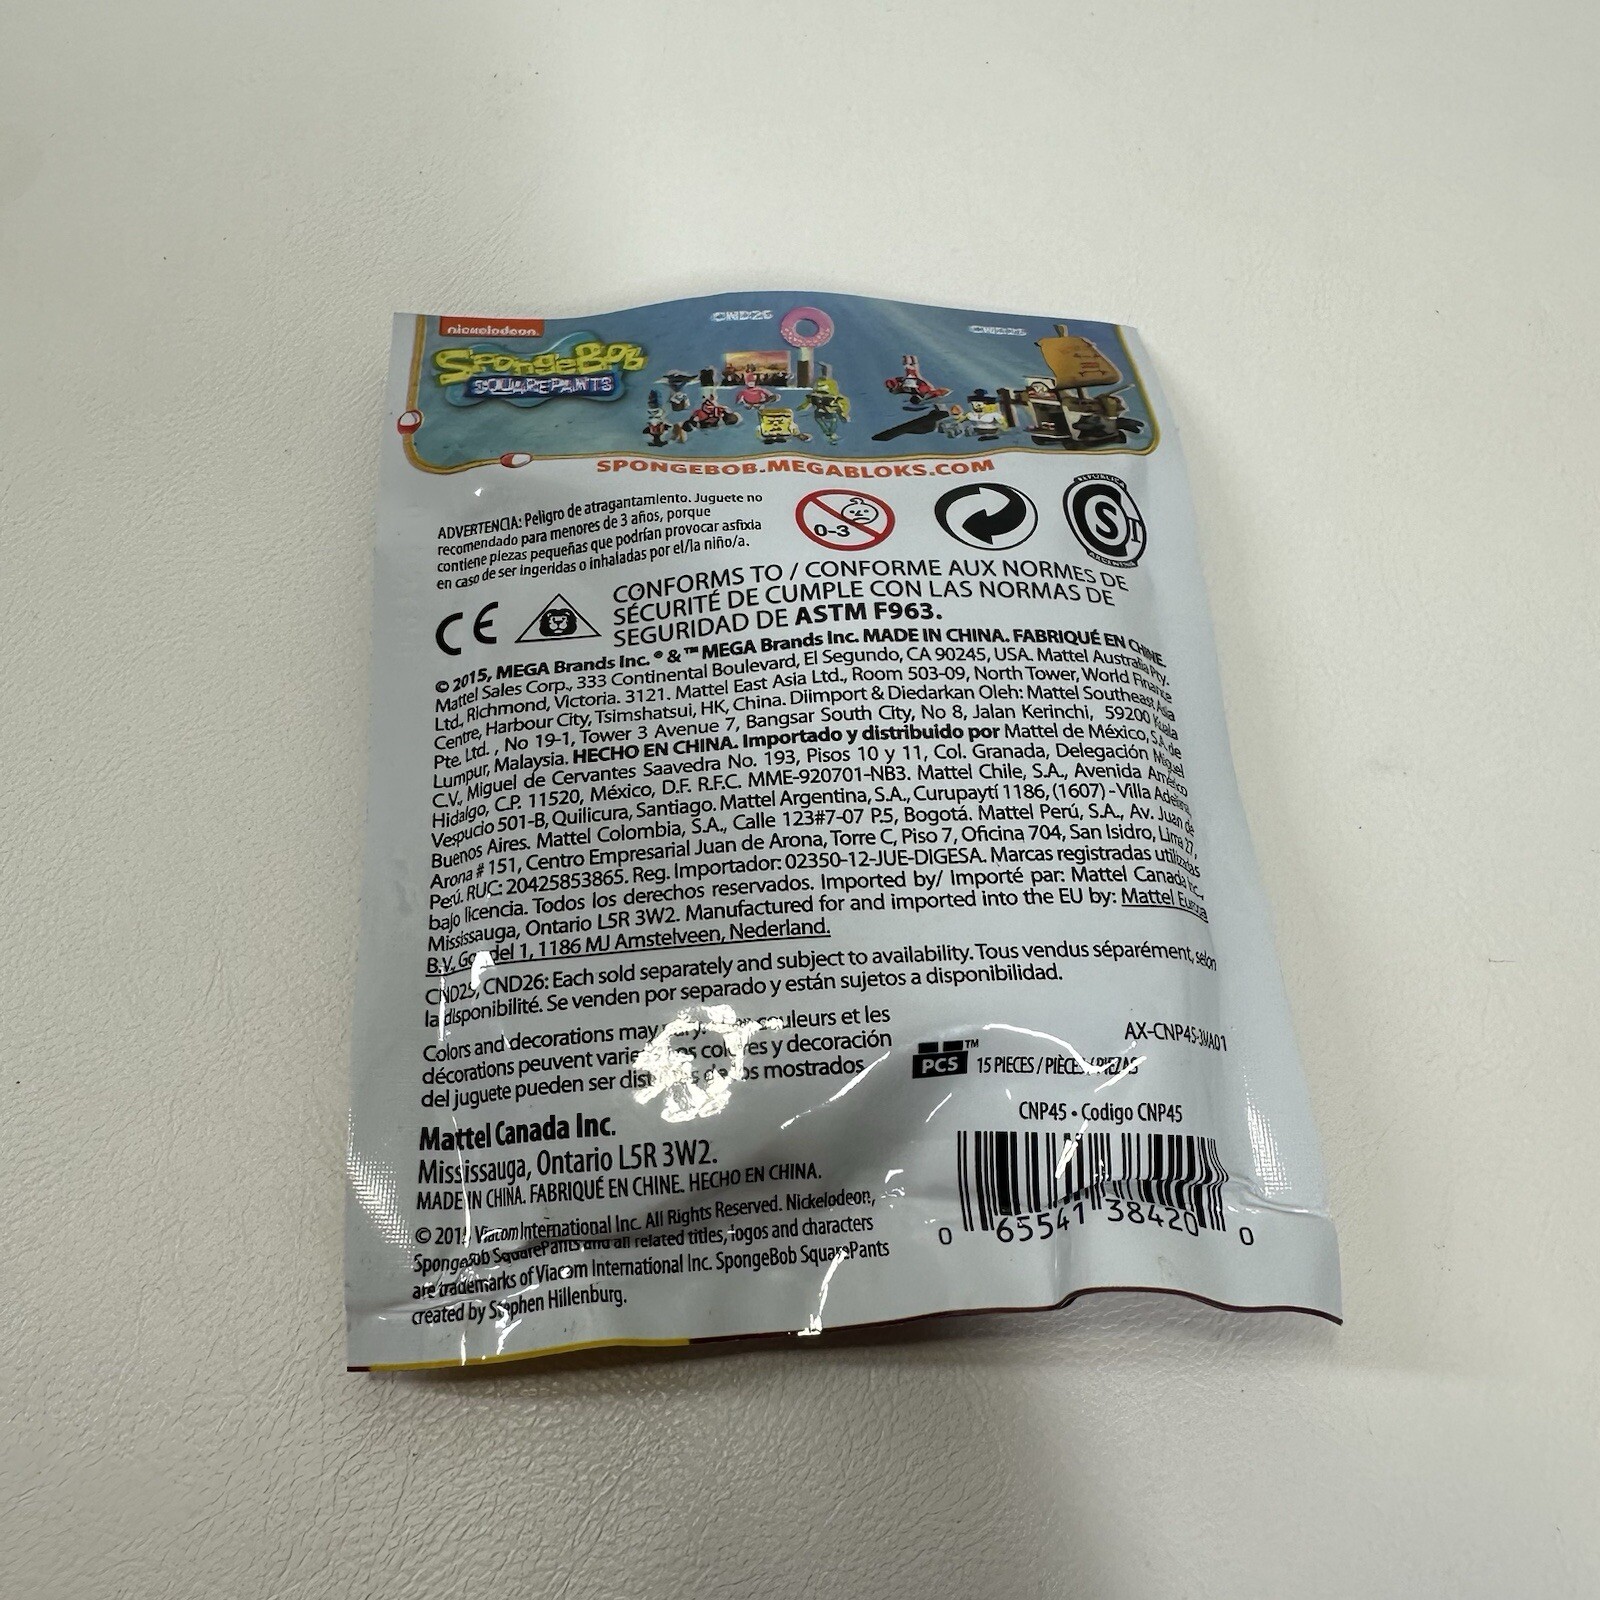 nickelodeon
SpongeBob
SQUAREPANTS
CND26
SPONGEBOB.MEGABLOKS.COM
ADVERTENCIA: Peligro de atragantamiento. Juguete no
recomendado para menores de 3 años, porque
contiene piezas pequeñas que podrían provocar asfixia
en caso de ser ingeridas o inhaladas por el/la niño/a.
0-3
REPUBLICA
S
ARGENTINA
CE
CONFORMS TO / CONFORME AUX NORMES DE
SÉCURITÉ DE CUMPLE CON LAS NORMAS DE
SEGURIDAD DE ASTM F963.
© 2015, MEGA Brands Inc. ® & ™ MEGA Brands Inc. MADE IN CHINA. FABRIQUÉ EN CHINE.
Mattel Sales Corp., 333 Continental Boulevard, El Segundo, CA 90245, USA. Mattel Australia Pty.
Ltd., Richmond, Victoria. 3121. Mattel East Asia Ltd., Room 503-09, North Tower, World Finance
Centre, Harbour City, Tsimshatsui, HK, China. Diimport & Diedarkan Oleh: Mattel Southeast Asia
Pte. Ltd. , No 19-1, Tower 3 Avenue 7, Bangsar South City, No 8, Jalan Kerinchi, 59200 Kuala
Lumpur, Malaysia. HECHO EN CHINA. Importado y distribuido por Mattel de México, S.A. de
C.V., Miguel de Cervantes Saavedra No. 193, Pisos 10 y 11, Col. Granada, Delegación Miguel
Hidalgo, C.P. 11520, México, D.F. R.F.C. MME-920701-NB3. Mattel Chile, S.A., Avenida Américo
Vespucio 501-B, Quilicura, Santiago. Mattel Argentina, S.A., Curupaytí 1186, (1607) - Villa Adelina,
Buenos Aires. Mattel Colombia, S.A., Calle 123#7-07 P.5, Bogotá. Mattel Perú, S.A., Av. Juan de
Arona # 151, Centro Empresarial Juan de Arona, Torre C, Piso 7, Oficina 704, San Isidro, Lima 27,
Perú. RUC: 20425853865. Reg. Importador: 02350-12-JUE-DIGESA. Marcas registradas utilizadas
bajo licencia. Todos los derechos reservados. Imported by/ Importé par: Mattel Canada Inc.,
Mississauga, Ontario L5R 3W2. Manufactured for and imported into the EU by: Mattel Europa
B.V. 1, 1186 MJ Amstelveen, Nederland.
CND25, CND26: Each sold separately and subject to availability. Tous vendus séparément, selon
la disponibilité. Se venden por separado y están sujetos a disponibilidad.
Colors and decorations may couleurs et les
décorations peuvent colores y decoración
del juguete pueden ser mostrados
AX-CNP45-
PCS™ 15 PIECES / PIÈCES / PIEZAS
CNP45 • Codigo CNP45
0 65541 38420 0
Mattel Canada Inc.
Mississauga, Ontario L5R 3W2.
MADE IN CHINA. FABRIQUÉ EN CHINE. HECHO EN CHINA.
© Viacom International Inc. All Rights Reserved. Nickelodeon,
SpongeBob SquarePants and all related titles, logos and characters
are trademarks of Viacom International Inc. SpongeBob SquarePants
created by Stephen Hillenburg.